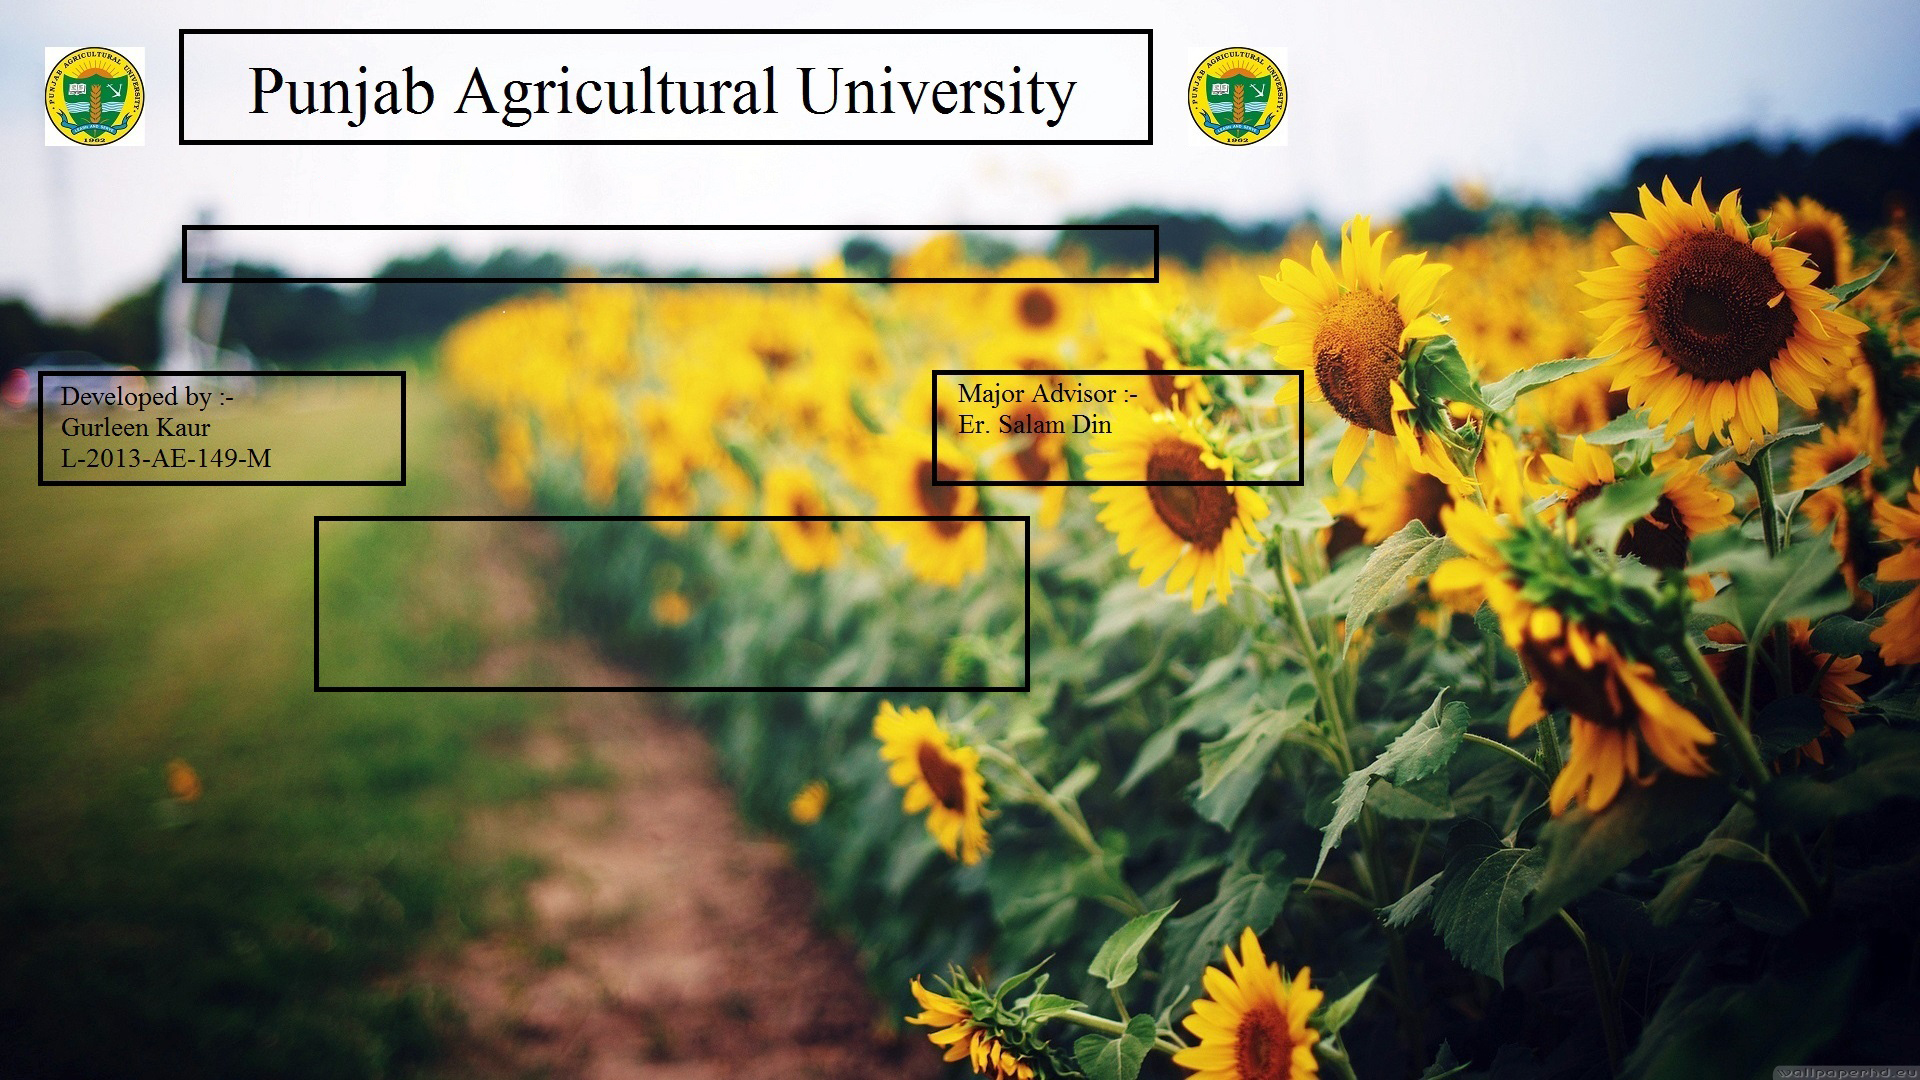 Punjab Agricultural University
PUNJAB AGRICULTURAL UNIVERSITY
LEARN AND SERVE
1962
PUNJAB AGRICULTURAL UNIVERSITY
LEARN AND SERVE
1962
Developed by :-
Gurleen Kaur
L-2013-AE-149-M
Major Advisor :-
Er. Salam Din
wallpaperhd.eu